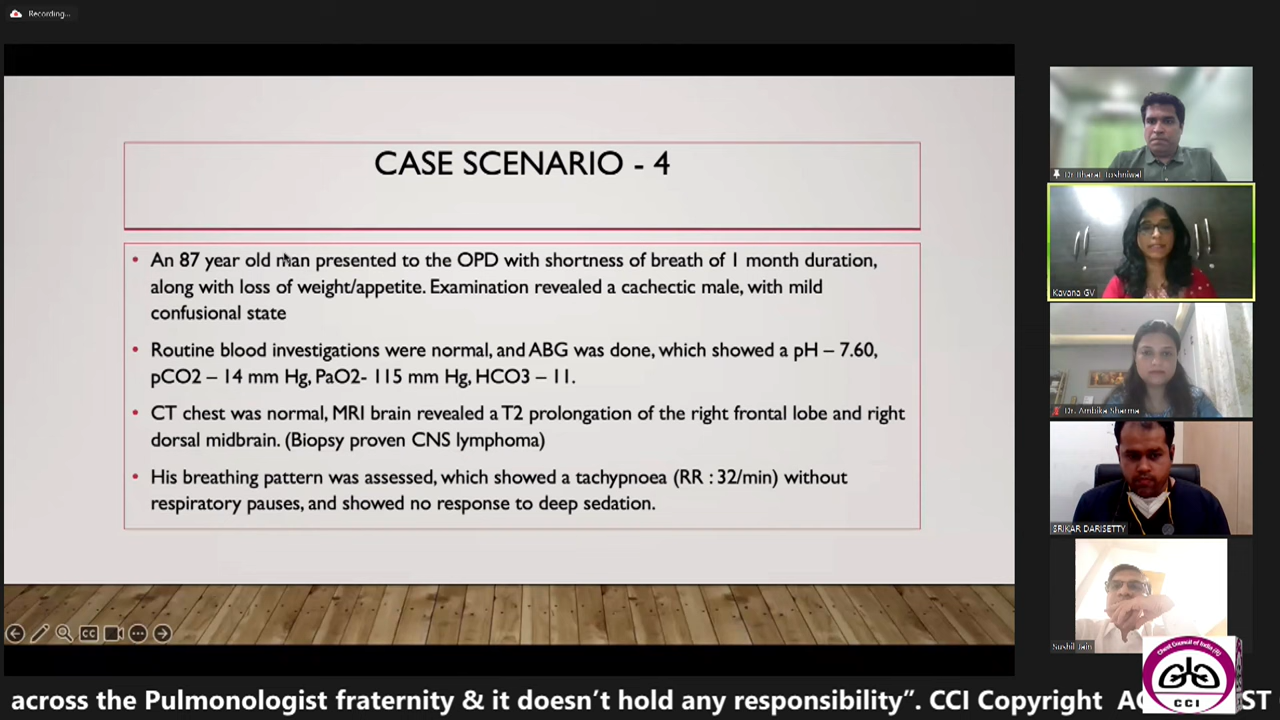 Recording...
CASE SCENARIO - 4
• An 87 year old man presented to the OPD with shortness of breath of 1 month duration,
along with loss of weight/appetite. Examination revealed a cachectic male, with mild
confusional state
• Routine blood investigations were normal, and ABG was done, which showed a pH – 7.60,
pCO2 – 14 mm Hg, PaO2- 115 mm Hg, HCO3 – 11.
• CT chest was normal, MRI brain revealed a T2 prolongation of the right frontal lobe and right
dorsal midbrain. (Biopsy proven CNS lymphoma)
• His breathing pattern was assessed, which showed a tachypnoea (RR : 32/min) without
respiratory pauses, and showed no response to deep sedation.
CC
Dr Bharat Toshniwal
Kavana GV
Dr. Ambika Sharma
SRIKAR DARISETTY
Sushil Jain
Chest Council of India
CCI
across the Pulmonologist fraternity & it doesn't hold any responsibility”. CCI Copyright